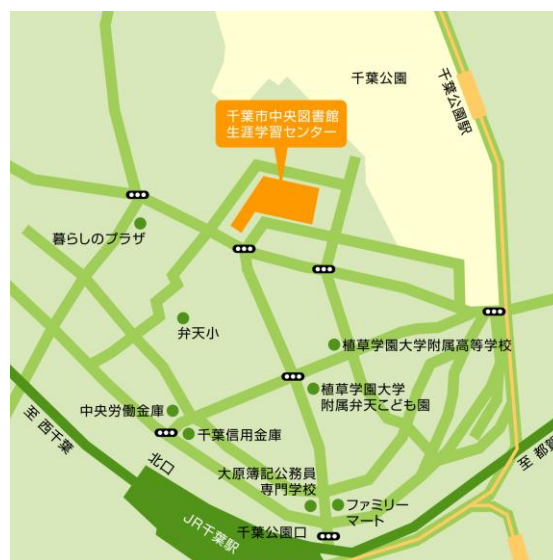 千葉公園
千葉公園駅
千葉市中央図書館
生涯学習センター
暮らしのプラザ
弁天小
植草学園大学附属高等学校
植草学園大学
附属弁天こども園
中央労働金庫
千葉信用金庫
至 西千葉
北口
大原簿記公務員
専門学校
ファミリー
マート
至 都賀
JR千葉駅
千葉公園口